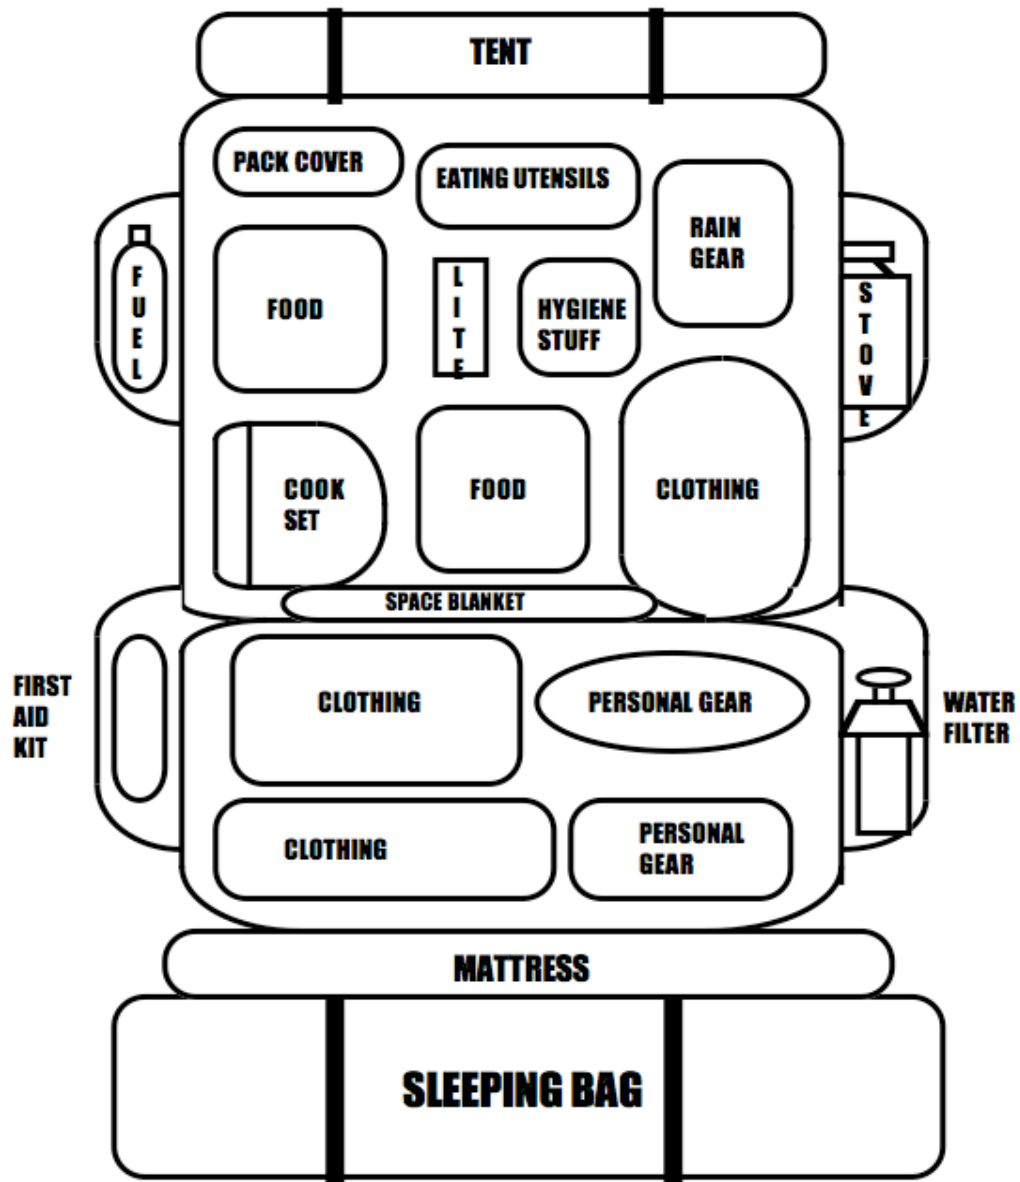 TENT
PACK COVER
EATING UTENSILS
RAIN
GEAR
FUEL
FOOD
LITE
HYGIENE
STUFF
STOVE
COOK
SET
FOOD
CLOTHING
SPACE BLANKET
FIRST
AID
KIT
CLOTHING
PERSONAL GEAR
WATER
FILTER
CLOTHING
PERSONAL
GEAR
MATTRESS
SLEEPING BAG